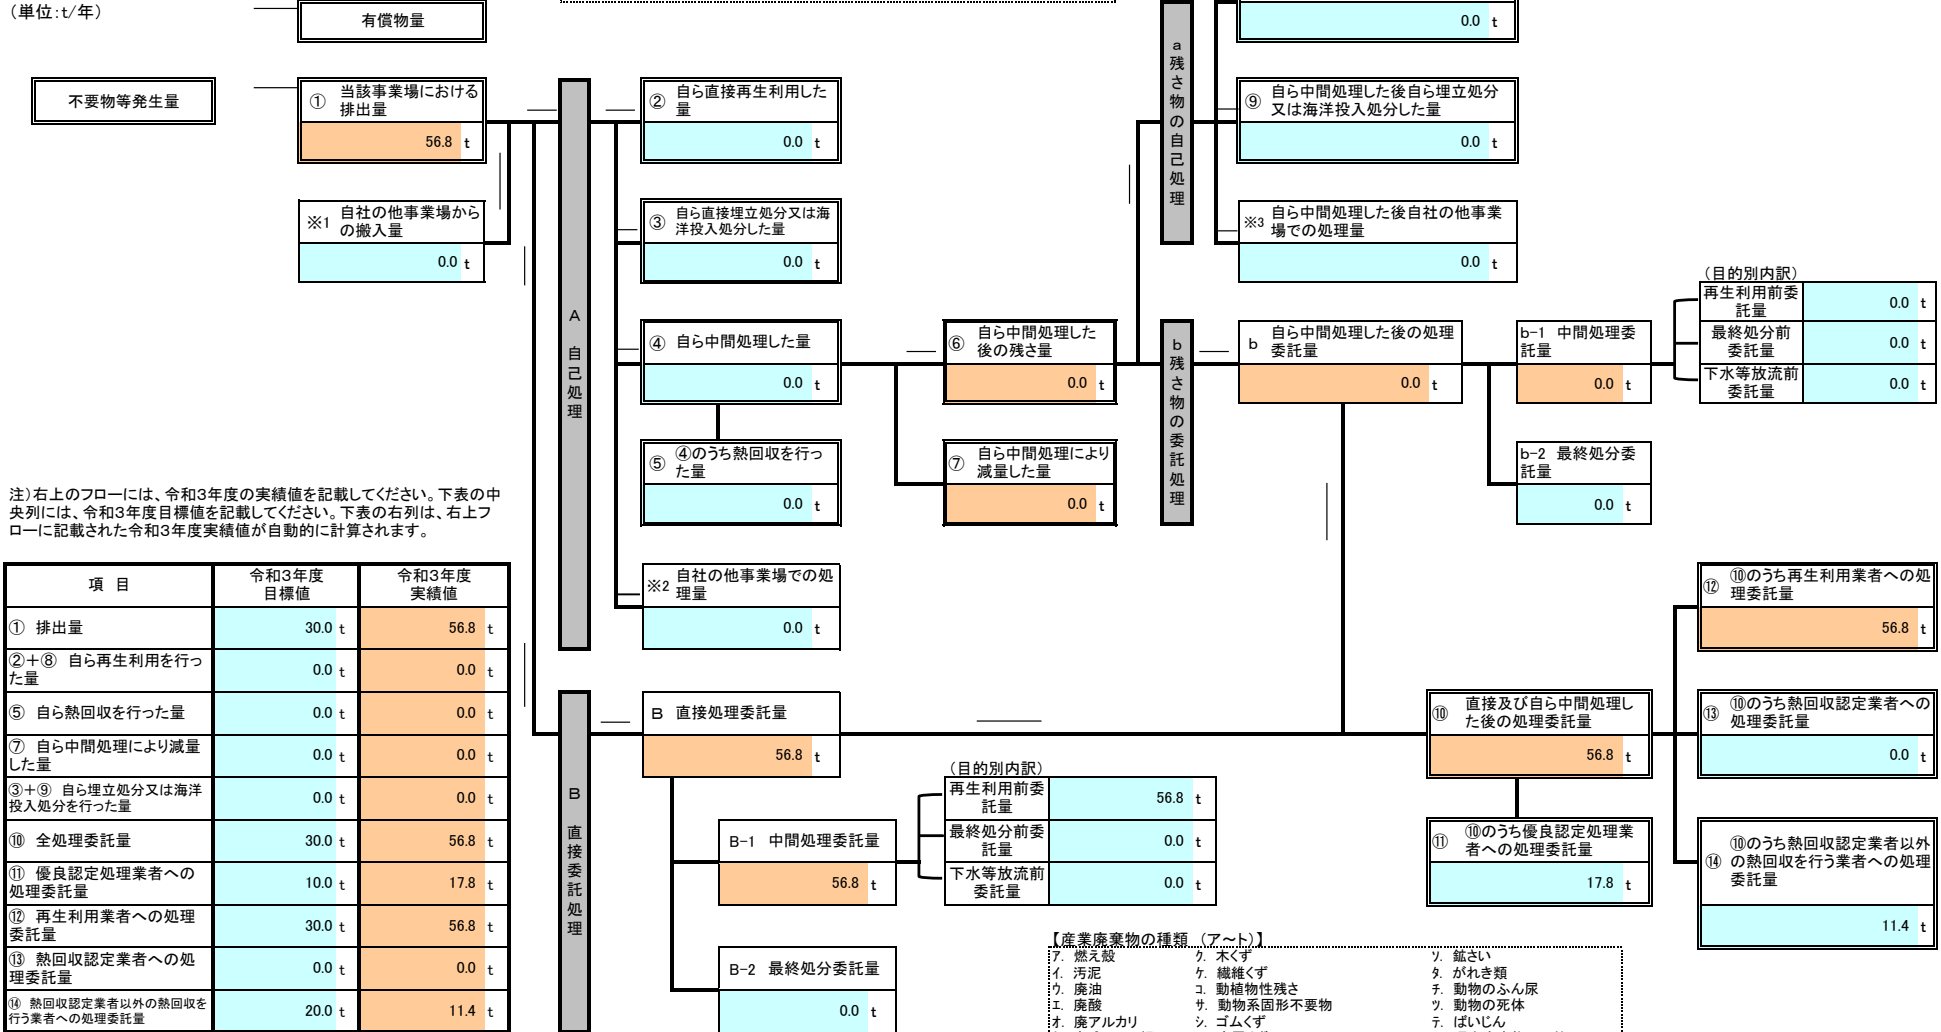 （単位:t/年）
有償物量
0.0 t
不要物等発生量
① 当該事業場における
排出量
56.8 t
② 自ら直接再生利用した
量
0.0 t
⑨ 自ら中間処理した後自ら埋立処分
又は海洋投入処分した量
0.0 t
a 残さ物の自己処理
※1 自社の他事業場から
の搬入量
0.0 t
③ 自ら直接埋立処分又は海
洋投入処分した量
0.0 t
※3 自ら中間処理した後自社の他事業
場での処理量
0.0 t
A 自己処理
④ 自ら中間処理した量
0.0 t
⑥ 自ら中間処理した
後の残さ量
0.0 t
b 残さ物の委託処理
b 自ら中間処理した後の処理
委託量
0.0 t
b-1 中間処理委
託量
0.0 t
（目的別内訳）
再生利用前委
託量
0.0 t
最終処分前
委託量
0.0 t
下水等放流前
委託量
0.0 t
⑤ ④のうち熱回収を行っ
た量
0.0 t
⑦ 自ら中間処理により
減量した量
0.0 t
b-2 最終処分委
託量
0.0 t
注）右上のフローには、令和3年度の実績値を記載してください。下表の中
央列には、令和3年度目標値を記載してください。下表の右列は、右上フ
ローに記載された令和3年度実績値が自動的に計算されます。
※2 自社の他事業場での処
理量
0.0 t
項 目
令和3年度
目標値
令和3年度
実績値
① 排出量
30.0 t
56.8 t
②＋⑧ 自ら再生利用を行っ
た量
0.0 t
0.0 t
⑤ 自ら熱回収を行った量
0.0 t
0.0 t
⑦ 自ら中間処理により減量
した量
0.0 t
0.0 t
③＋⑨ 自ら埋立処分又は海洋
投入処分を行った量
0.0 t
0.0 t
⑩ 全処理委託量
30.0 t
56.8 t
⑪ 優良認定処理業者への
処理委託量
10.0 t
17.8 t
⑫ 再生利用業者への処理
委託量
30.0 t
56.8 t
⑬ 熱回収認定業者への処
理委託量
0.0 t
0.0 t
⑭ 熱回収認定業者以外の熱回収を
行う業者への処理委託量
20.0 t
11.4 t
B 直接委託処理
B 直接処理委託量
56.8 t
B-1 中間処理委託量
56.8 t
（目的別内訳）
再生利用前委
託量
56.8 t
最終処分前委
託量
0.0 t
下水等放流前
委託量
0.0 t
B-2 最終処分委託量
0.0 t
⑩ 直接及び自ら中間処理し
た後の処理委託量
56.8 t
⑪ ⑩のうち優良認定処理業
者への処理委託量
17.8 t
⑫ ⑩のうち再生利用業者への処
理委託量
56.8 t
⑬ ⑩のうち熱回収認定業者への
処理委託量
0.0 t
⑭ ⑩のうち熱回収認定業者以外
の熱回収を行う業者への処理
委託量
11.4 t
【産業廃棄物の種類 （ア～ト）】
ア. 燃え殻 ク. 木くず ソ. 鉱さい
イ. 汚泥 ケ. 繊維くず タ. がれき類
ウ. 廃油 コ. 動植物性残さ チ. 動物のふん尿
エ. 廃酸 サ. 動物系固形不要物 ツ. 動物の死体
オ. 廃アルカリ シ. ゴムくず テ. ばいじん